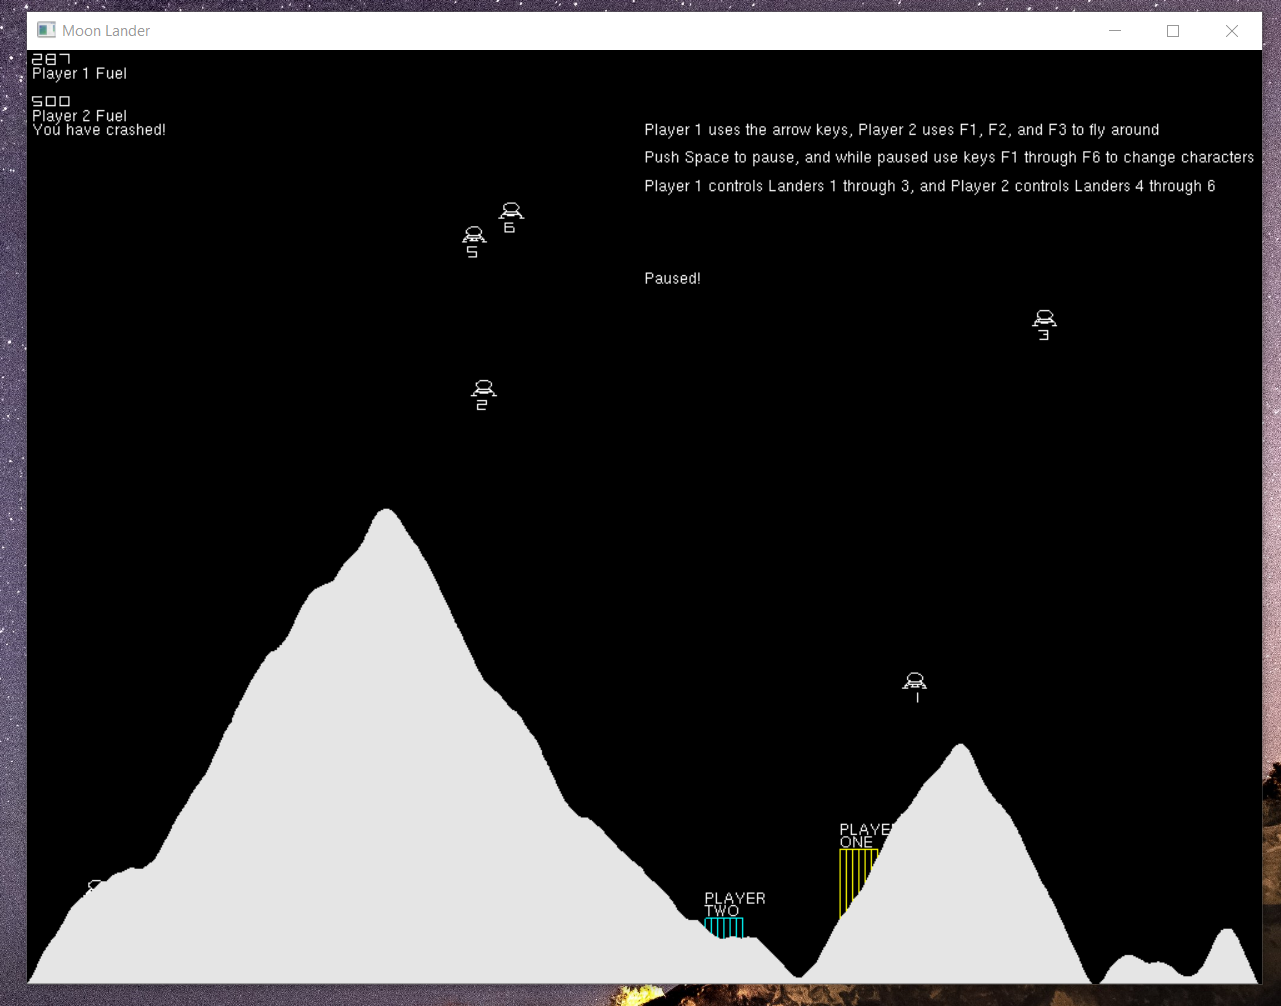 Moon Lander
287
Player 1 Fuel
500
Player 2 Fuel
You have crashed!
Player 1 uses the arrow keys, Player 2 uses F1, F2, and F3 to fly around
Push Space to pause, and while paused use keys F1 through F6 to change characters
Player 1 controls Landers 1 through 3, and Player 2 controls Landers 4 through 6
6
5
Paused!
3
2
1
PLAYE
ONE
PLAYER
TWO